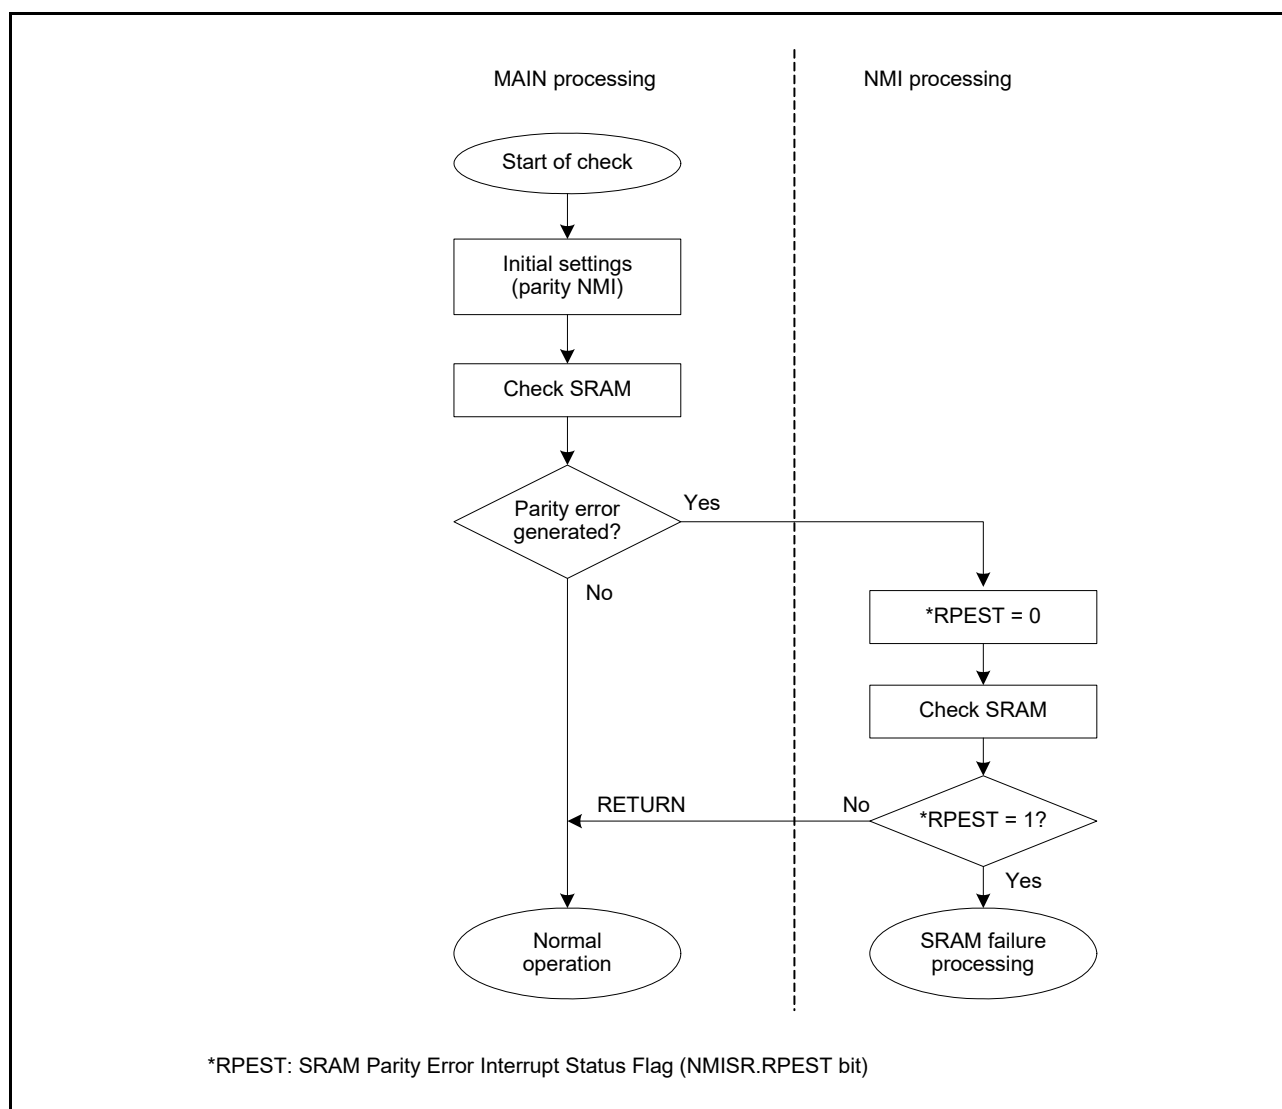 MAIN processing
NMI processing
Start of check
Initial settings
(parity NMI)
Check SRAM
Parity error
generated?
Yes
No
*RPEST = 0
Check SRAM
*RPEST = 1?
No
RETURN
Yes
Normal
operation
SRAM failure
processing
*RPEST: SRAM Parity Error Interrupt Status Flag (NMISR.RPEST bit)